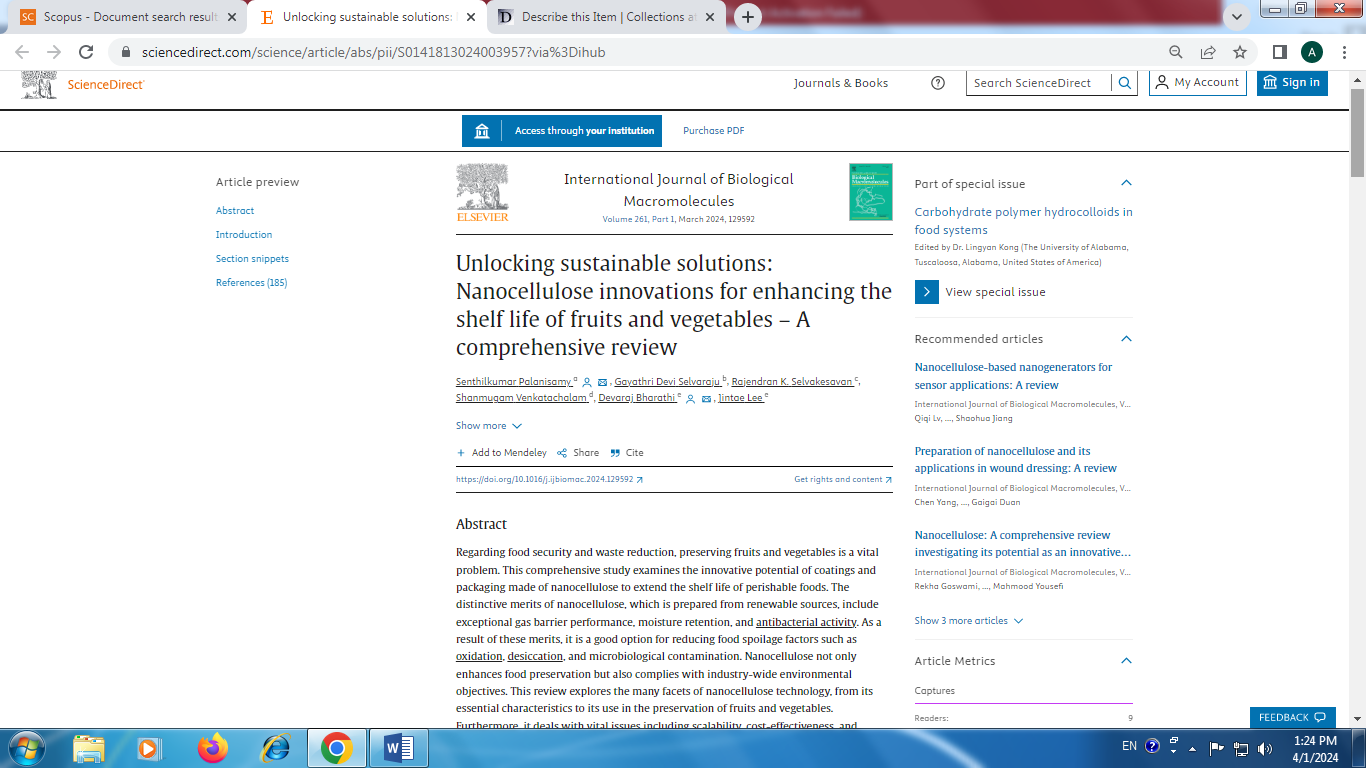 Scopus - Document search result
Unlocking sustainable solutions:
Describe this Item | Collections at
sciencedirect.com/science/article/abs/pii/S0141813024003957?via%3Dihub
A
ScienceDirect
Journals & Books
Search ScienceDirect
My Account
Sign in
Access through your institution
Purchase PDF
Article preview
Abstract
Introduction
Section snippets
References (185)
ELSEVIER
International Journal of Biological
Macromolecules
Volume 261, Part 1, March 2024, 129592
Biological
Macromolecules
Unlocking sustainable solutions:
Nanocellulose innovations for enhancing the
shelf life of fruits and vegetables – A
comprehensive review
Senthilkumar Palanisamy a, Gayathri Devi Selvaraju b, Rajendran K. Selvakesavan c,
Shanmugam Venkatachalam d, Devaraj Bharathi e, Jintae Lee e
Show more
+ Add to Mendeley Share Cite
https://doi.org/10.1016/j.ijbiomac.2024.129592
Get rights and content
Abstract
Regarding food security and waste reduction, preserving fruits and vegetables is a vital
problem. This comprehensive study examines the innovative potential of coatings and
packaging made of nanocellulose to extend the shelf life of perishable foods. The
distinctive merits of nanocellulose, which is prepared from renewable sources, include
exceptional gas barrier performance, moisture retention, and antibacterial activity. As a
result of these merits, it is a good option for reducing food spoilage factors such as
oxidation, desiccation, and microbiological contamination. Nanocellulose not only
enhances food preservation but also complies with industry-wide environmental
objectives. This review explores the many facets of nanocellulose technology, from its
essential characteristics to its use in the preservation of fruits and vegetables.
Furthermore, it deals with vital issues including scalability, cost-effectiveness, and
Part of special issue
Carbohydrate polymer hydrocolloids in
food systems
Edited by Dr. Lingyan Kong (The University of Alabama,
Tuscaloosa, Alabama, United States of America)
View special issue
Recommended articles
Nanocellulose-based nanogenerators for
sensor applications: A review
International Journal of Biological Macromolecules, V...
Qiqi Lv, ..., Shaohua Jiang
Preparation of nanocellulose and its
applications in wound dressing: A review
International Journal of Biological Macromolecules, V...
Chen Yang, ..., Gaigai Duan
Nanocellulose: A comprehensive review
investigating its potential as an innovative…
International Journal of Biological Macromolecules, V...
Rekha Goswami, ..., Mahmood Yousefi
Show 3 more articles
Article Metrics
Captures
Readers: 9
FEEDBACK
EN
1:24 PM
4/1/2024